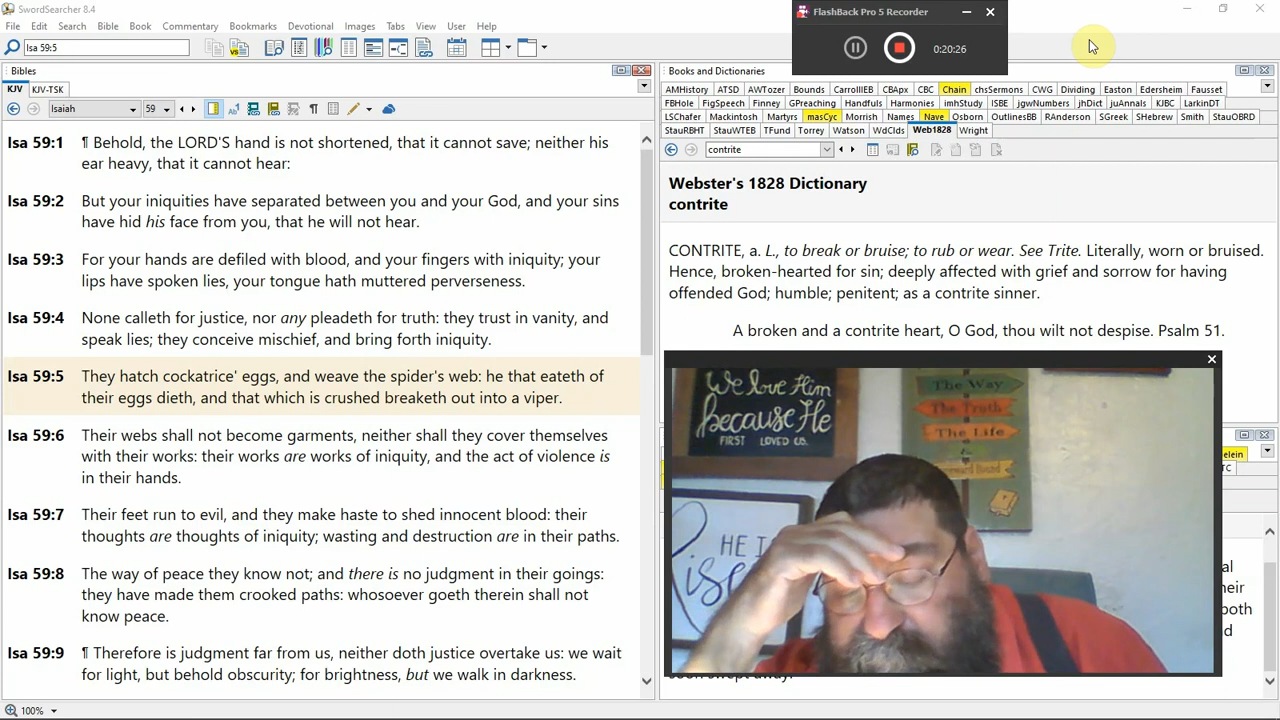 SwordSearcher 8.4
File Edit Search Bible Book Commentary Bookmarks Devotional Images Tabs View User Help
Isa 59:5
FlashBack Pro 5 Recorder
0:20:26
Bibles
KJV KJV-TSK
Isaiah 59
Isa 59:1 ¶ Behold, the LORD'S hand is not shortened, that it cannot save; neither his
ear heavy, that it cannot hear:
Isa 59:2 But your iniquities have separated between you and your God, and your sins
have hid his face from you, that he will not hear.
Isa 59:3 For your hands are defiled with blood, and your fingers with iniquity; your
lips have spoken lies, your tongue hath muttered perverseness.
Isa 59:4 None calleth for justice, nor any pleadeth for truth: they trust in vanity, and
speak lies; they conceive mischief, and bring forth iniquity.
Isa 59:5 They hatch cockatrice' eggs, and weave the spider's web: he that eateth of
their eggs dieth, and that which is crushed breaketh out into a viper.
Isa 59:6 Their webs shall not become garments, neither shall they cover themselves
with their works: their works are works of iniquity, and the act of violence is
in their hands.
Isa 59:7 Their feet run to evil, and they make haste to shed innocent blood: their
thoughts are thoughts of iniquity; wasting and destruction are in their paths.
Isa 59:8 The way of peace they know not; and there is no judgment in their goings:
they have made them crooked paths: whosoever goeth therein shall not
know peace.
Isa 59:9 ¶ Therefore is judgment far from us, neither doth justice overtake us: we wait
for light, but behold obscurity; for brightness, but we walk in darkness.
100%
Books and Dictionaries
AMHistory ATSD AWTozer Bounds CarrollEB CBApx CBC Chain chsSermons CWG Dividing Easton Edersheim Fausset
FBHole FigSpeech Finney GPreaching Handfuls Harmonies imhStudy ISBE jgwNumbers jhDict juAnnals KJBC LarkinDT
LSChafer Mackintosh Martyrs masCyc Morrish Names Nave Osborn OutlinesBB RAnderson SGreek SHebrew Smith StauOBRD
StauRBHT StauWTEB TFund Torrey Watson WdClds Web1828 Wright
contrite
Webster's 1828 Dictionary
contrite
CONTRITE, a. L., to break or bruise; to rub or wear. See Trite. Literally, worn or bruised.
Hence, broken-hearted for sin; deeply affected with grief and sorrow for having
offended God; humble; penitent; as a contrite sinner.
A broken and a contrite heart, O God, thou wilt not despise. Psalm 51.
We love Him
because He
FIRST LOVED US.
The Way
The Truth
The Life
HE IS
Risen
elein
TC
al
eir
both
d